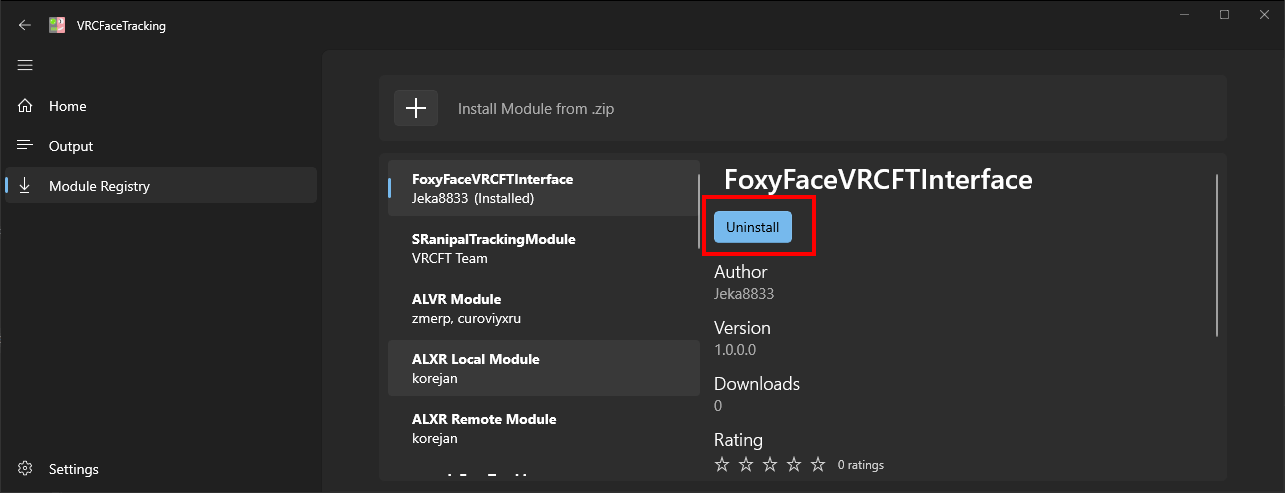 VRCFaceTracking
Home
Output
Module Registry
Settings
Install Module from .zip
FoxyFaceVRCFTInterface
Jeka8833 (Installed)
SRanipalTrackingModule
VRCFT Team
ALVR Module
zmerp, curoviyxru
ALXR Local Module
korejan
ALXR Remote Module
korejan
FoxyFaceVRCFTInterface
Uninstall
Author
Jeka8833
Version
1.0.0.0
Downloads
0
Rating
0 ratings